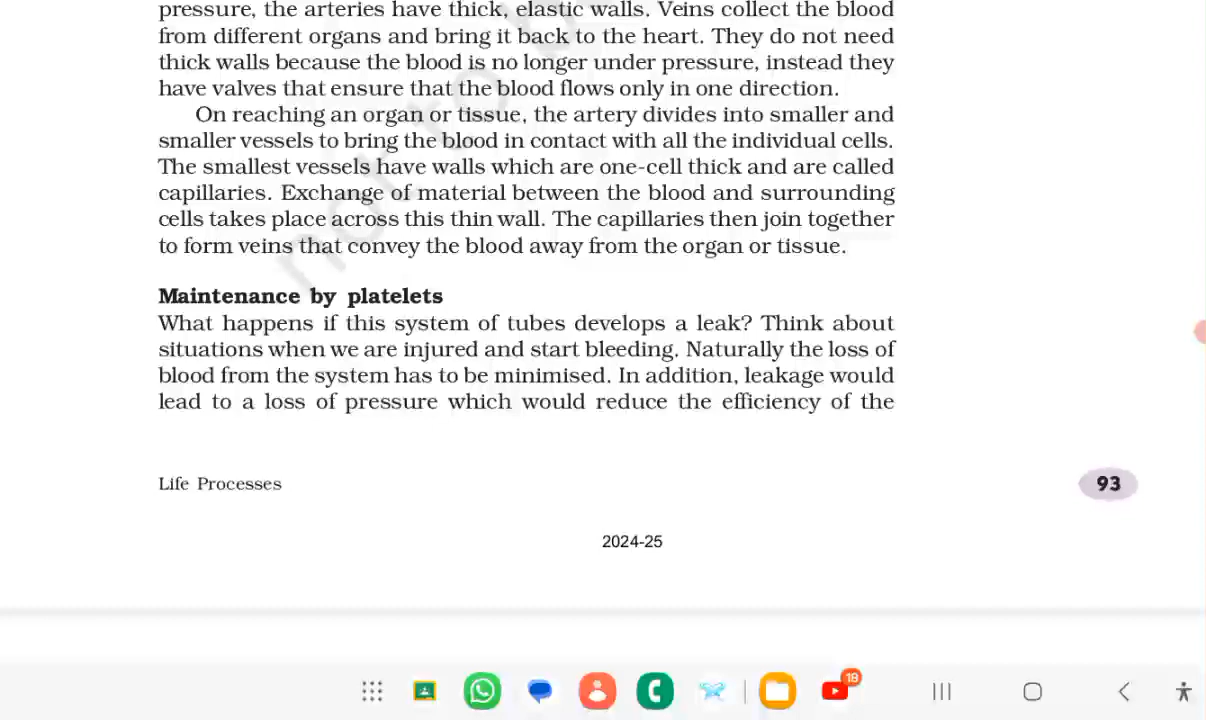 pressure, the arteries have thick, elastic walls. Veins collect the blood
from different organs and bring it back to the heart. They do not need
thick walls because the blood is no longer under pressure, instead they
have valves that ensure that the blood flows only in one direction.
On reaching an organ or tissue, the artery divides into smaller and
smaller vessels to bring the blood in contact with all the individual cells.
The smallest vessels have walls which are one-cell thick and are called
capillaries. Exchange of material between the blood and surrounding
cells takes place across this thin wall. The capillaries then join together
to form veins that convey the blood away from the organ or tissue.
Maintenance by platelets
What happens if this system of tubes develops a leak? Think about
situations when we are injured and start bleeding. Naturally the loss of
blood from the system has to be minimised. In addition, leakage would
lead to a loss of pressure which would reduce the efficiency of the
Life Processes
93
2024-25
not to b
18